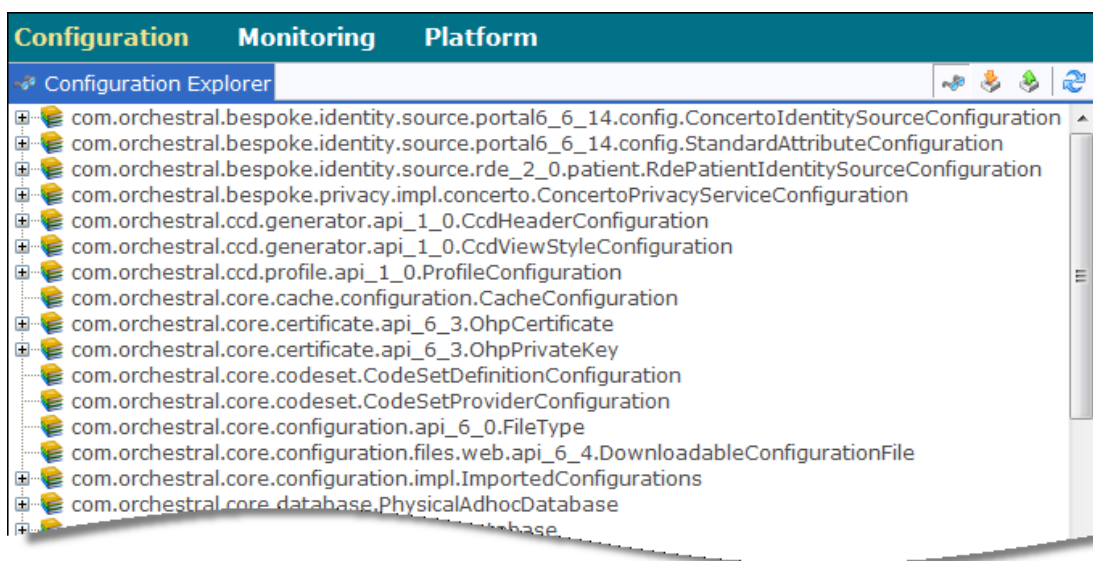 Configuration Monitoring Platform
Configuration Explorer
com.orchestral.bespoke.identity.source.portal6_6_14.config.ConcertoIdentitySourceConfiguration
com.orchestral.bespoke.identity.source.portal6_6_14.config.StandardAttributeConfiguration
com.orchestral.bespoke.identity.source.rde_2_0.patient.RdePatientIdentitySourceConfiguration
com.orchestral.bespoke.privacy.impl.concerto.ConcertoPrivacyServiceConfiguration
com.orchestral.ccd.generator.api_1_0.CcdHeaderConfiguration
com.orchestral.ccd.generator.api_1_0.CcdViewStyleConfiguration
com.orchestral.ccd.profile.api_1_0.ProfileConfiguration
com.orchestral.core.cache.configuration.CacheConfiguration
com.orchestral.core.certificate.api_6_3.OhpCertificate
com.orchestral.core.certificate.api_6_3.OhpPrivateKey
com.orchestral.core.codeset.CodeSetDefinitionConfiguration
com.orchestral.core.codeset.CodeSetProviderConfiguration
com.orchestral.core.configuration.api_6_0.FileType
com.orchestral.core.configuration.files.web.api_6_4.DownloadableConfigurationFile
com.orchestral.core.configuration.impl.ImportedConfigurations
com.orchestral.core.database.PhysicalAdhocDatabase